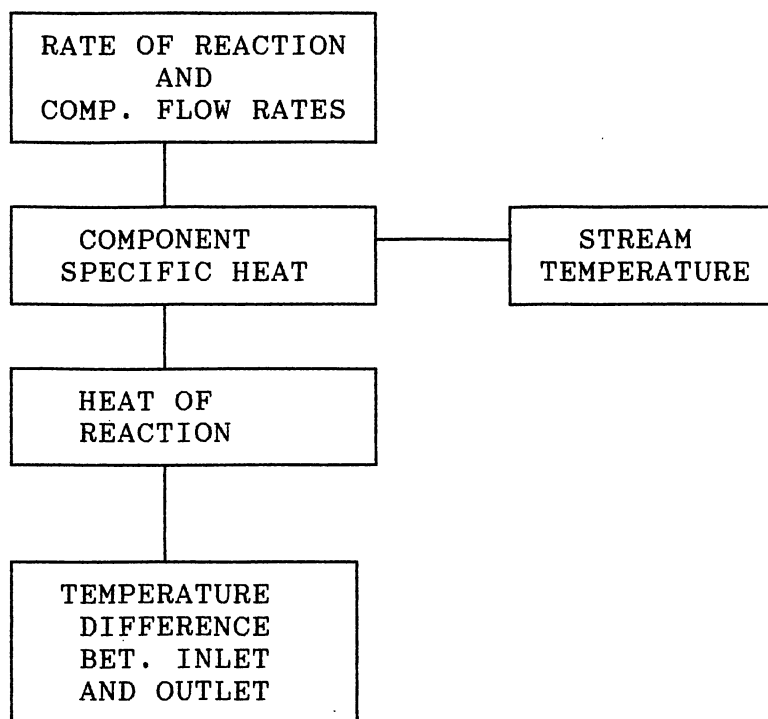 RATE OF REACTION
AND
COMP. FLOW RATES
COMPONENT
SPECIFIC HEAT
STREAM
TEMPERATURE
HEAT OF
REACTION
TEMPERATURE
DIFFERENCE
BET. INLET
AND OUTLET